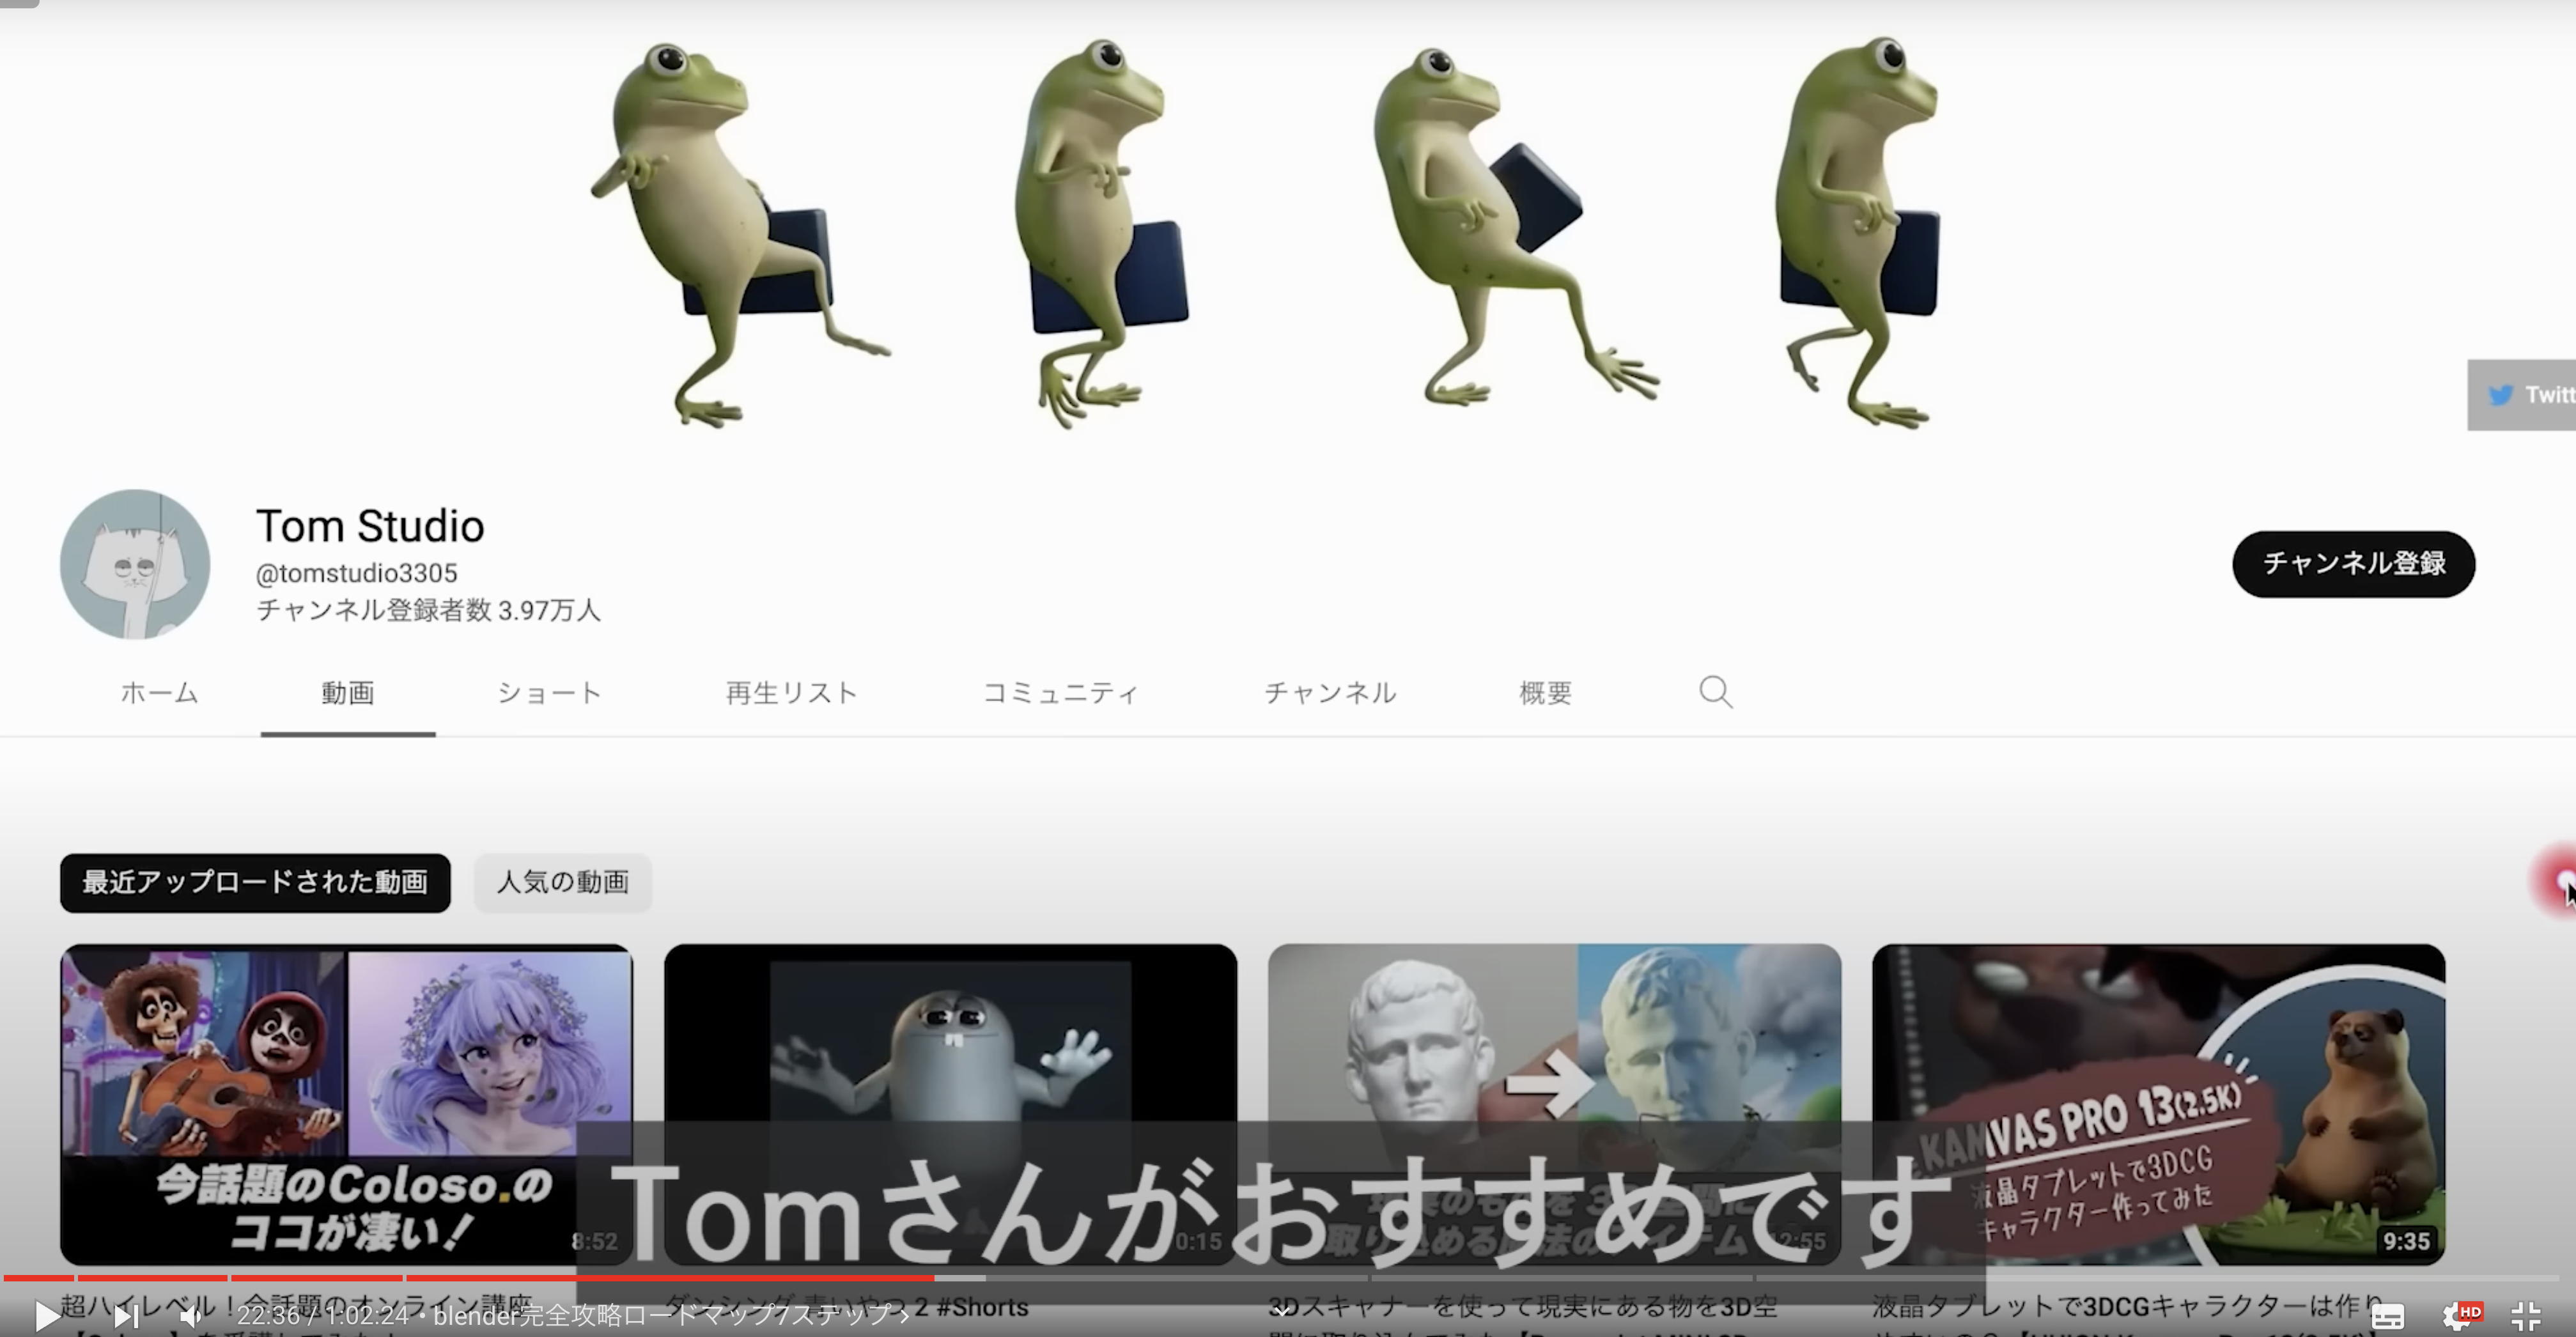 Twitt
Tom Studio
@tomstudio3305
チャンネル登録者数 3.97万人
チャンネル登録
ホーム
動画
ショート
再生リスト
コミュニティ
チャンネル
概要
最近アップロードされた動画
人気の動画
今話題のColoso.の
ココが凄い!
8:52
0:15
12:55
KAMVAS PRO 13(2.5K)
液晶タブレットで3DCG
キャラクター作ってみた
9:35
Tomさんがおすすめです
超ハイレベル!今話題のオンライン講座
2 #Shorts
3Dスキャナーを使って現実にある物を3D空
液晶タブレットで3DCGキャラクターは作り
22:36 / 1:02:24 • blender完全攻略ロードマップ7ステップ
HD